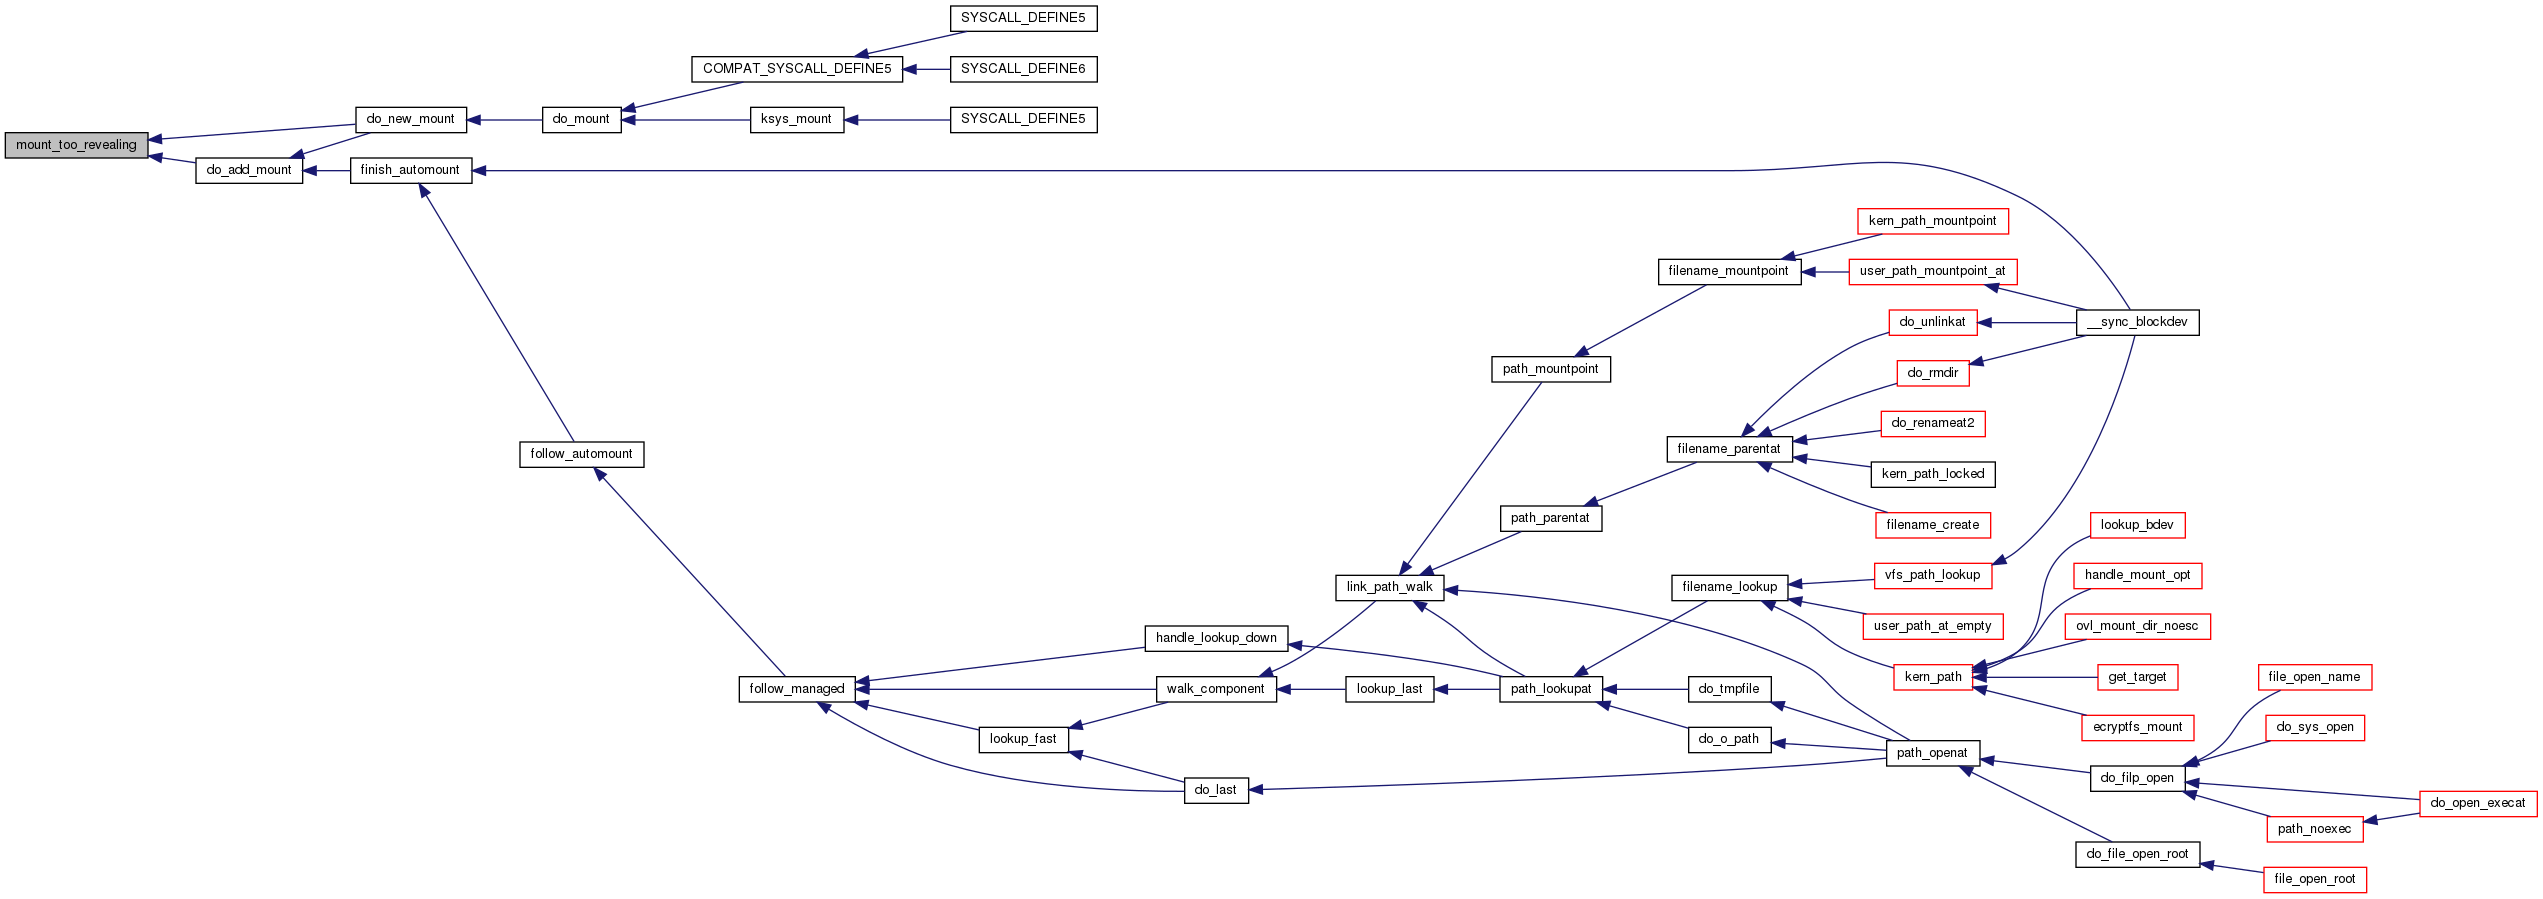 SYSCALL_DEFINE5
COMPAT_SYSCALL_DEFINE5
SYSCALL_DEFINE6
do_new_mount
do_mount
ksys_mount
SYSCALL_DEFINE5
mount_too_revealing
do_add_mount
finish_automount
kern_path_mountpoint
filename_mountpoint
user_path_mountpoint_at
do_unlinkat
__sync_blockdev
path_mountpoint
do_rmdir
do_renameat2
filename_parentat
follow_automount
kern_path_locked
path_parentat
filename_create
lookup_bdev
link_path_walk
filename_lookup
vfs_path_lookup
handle_mount_opt
handle_lookup_down
user_path_at_empty
ovl_mount_dir_noesc
follow_managed
walk_component
lookup_last
path_lookupat
do_tmpfile
kern_path
get_target
file_open_name
lookup_fast
do_o_path
path_openat
ecryptfs_mount
do_sys_open
do_last
do_filp_open
do_open_execat
path_noexec
do_file_open_root
file_open_root